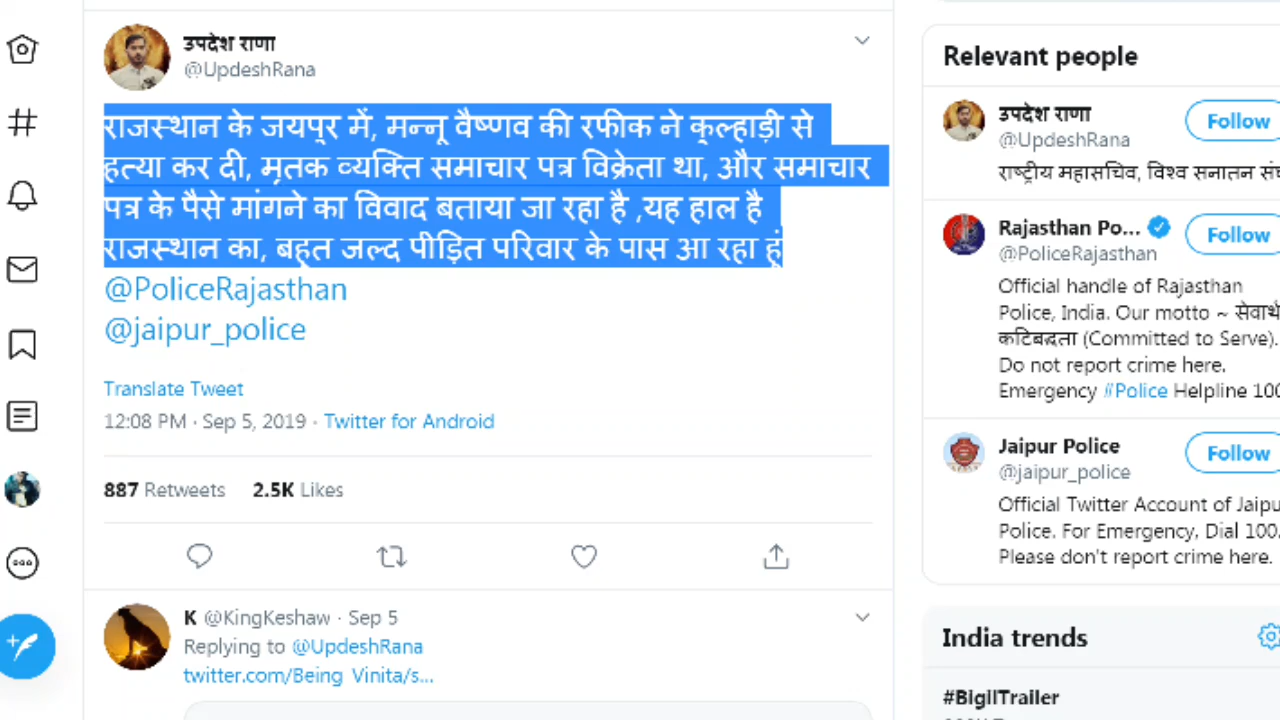 उपदेश राणा
@UpdeshRana
राजस्थान के जयपुर में, मन्नू वैष्णव की रफीक ने कुल्हाड़ी से
हत्या कर दी, मृतक व्यक्ति समाचार पत्र विक्रेता था, और समाचार
पत्र के पैसे मांगने का विवाद बताया जा रहा है ,यह हाल है
राजस्थान का, बहुत जल्द पीड़ित परिवार के पास आ रहा हूं
@PoliceRajasthan
@jaipur_police
Translate Tweet
12:08 PM · Sep 5, 2019 · Twitter for Android
887 Retweets 2.5K Likes
K @KingKeshaw · Sep 5
Replying to @UpdeshRana
twitter.com/Being_Vinita/s...
Relevant people
उपदेश राणा
@UpdeshRana
Follow
राष्ट्रीय महासचिव, विश्व सनातन
Rajasthan Po...
@PoliceRajasthan
Follow
Official handle of Rajasthan
Police, India. Our motto ~
कटिबद्धता (Committed to Serve).
Do not report crime here.
Emergency #Police Helpline 100
Jaipur Police
@jaipur_police
Follow
Official Twitter Account of
Police. For Emergency, Dial 100.
Please don't report crime here.
India trends
#BigilTrailer